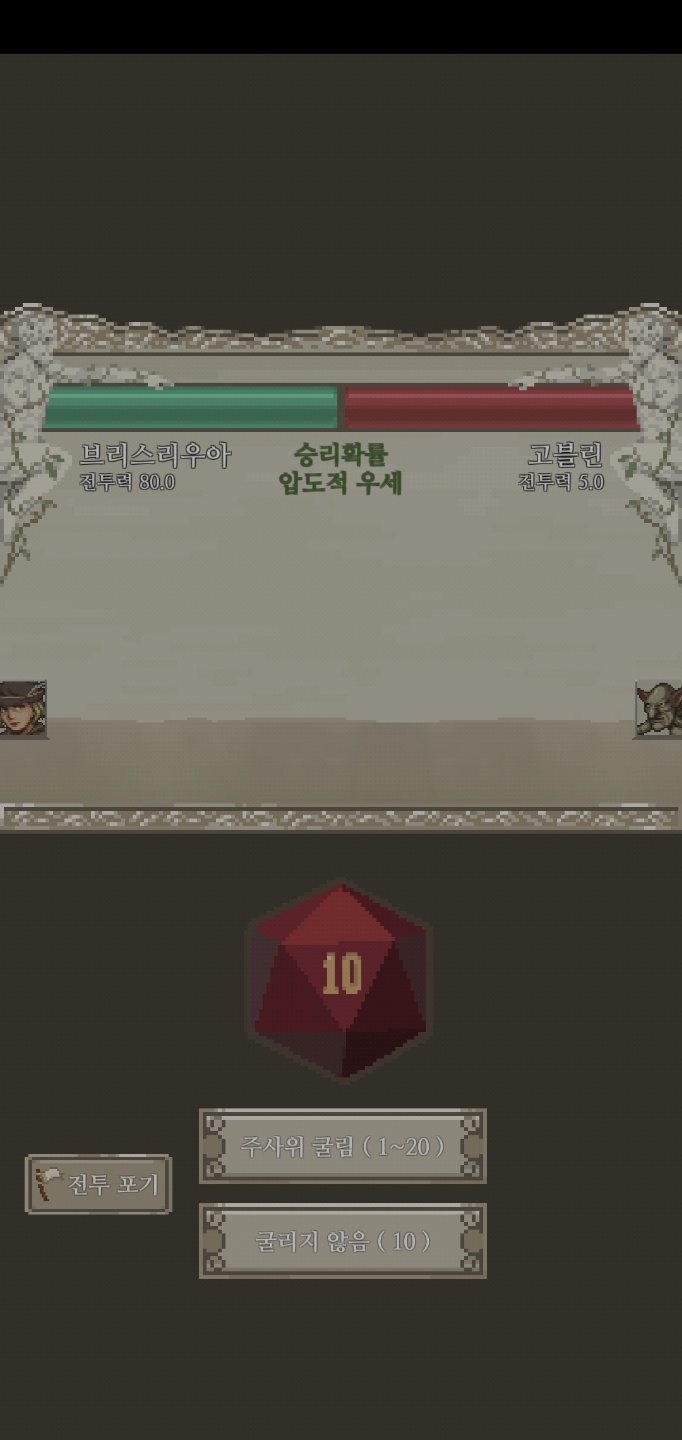 브리스리우아
전투력 80.0
승리확률
압도적 우세
고블린
전투력 5.0
10
주사위 굴림 ( 1~20 )
전투 포기
굴리지 않음 ( 10 )